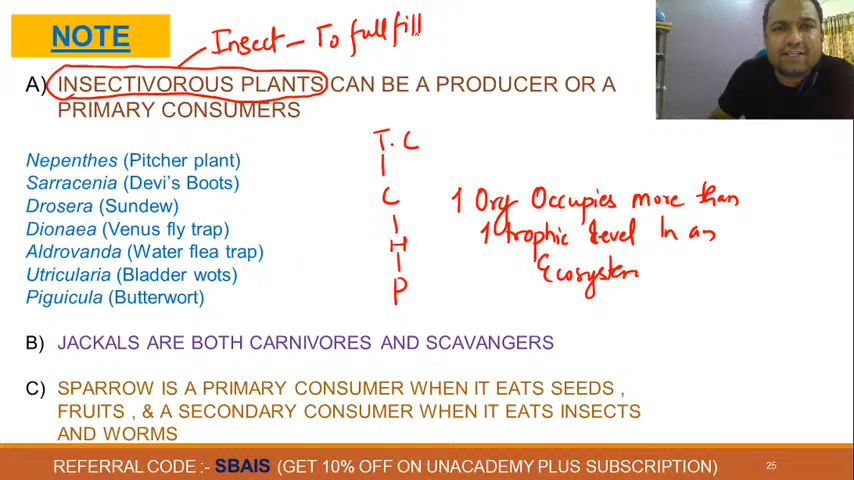 NOTE
Insect – To fullfill
A) INSECTIVOROUS PLANTS CAN BE A PRODUCER OR A
PRIMARY CONSUMERS
Nepenthes (Pitcher plant)
Sarracenia (Devi's Boots)
Drosera (Sundew)
Dionaea (Venus fly trap)
Aldrovanda (Water flea trap)
Utricularia (Bladder wots)
Piguicula (Butterwort)
T.C
C
H
P
1 Org Occupies more than
1 trophic level In an
Ecosystem
B) JACKALS ARE BOTH CARNIVORES AND SCAVANGERS
C) SPARROW IS A PRIMARY CONSUMER WHEN IT EATS SEEDS ,
FRUITS , & A SECONDARY CONSUMER WHEN IT EATS INSECTS
AND WORMS
REFERRAL CODE :- SBAIS (GET 10% OFF ON UNACADEMY PLUS SUBSCRIPTION)
25